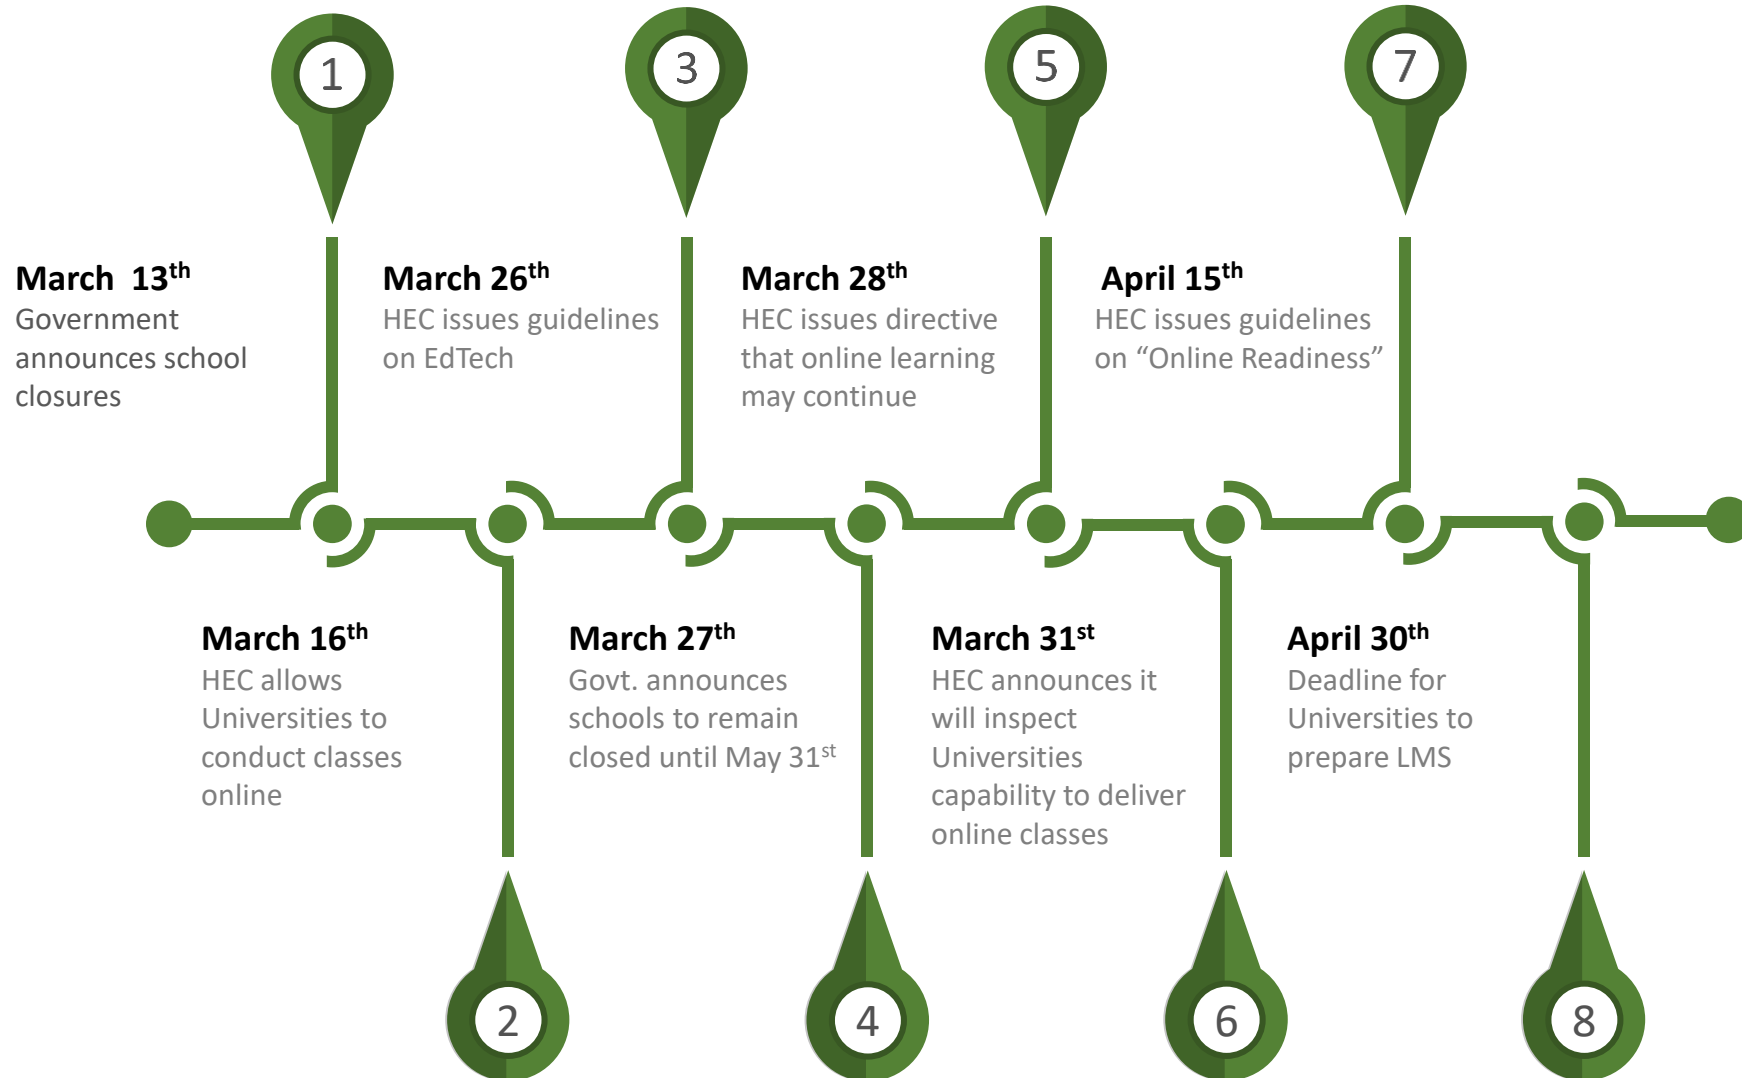 1
3
5
7
March 13th
Government
announces school
closures
March 26th
HEC issues guidelines
on EdTech
March 28th
HEC issues directive
that online learning
may continue
April 15th
HEC issues guidelines
on “Online Readiness”
March 16th
HEC allows
Universities to
conduct classes
online
March 27th
Govt. announces
schools to remain
closed until May 31st
March 31st
HEC announces it
will inspect
Universities
capability to deliver
online classes
April 30th
Deadline for
Universities to
prepare LMS
2
4
6
8